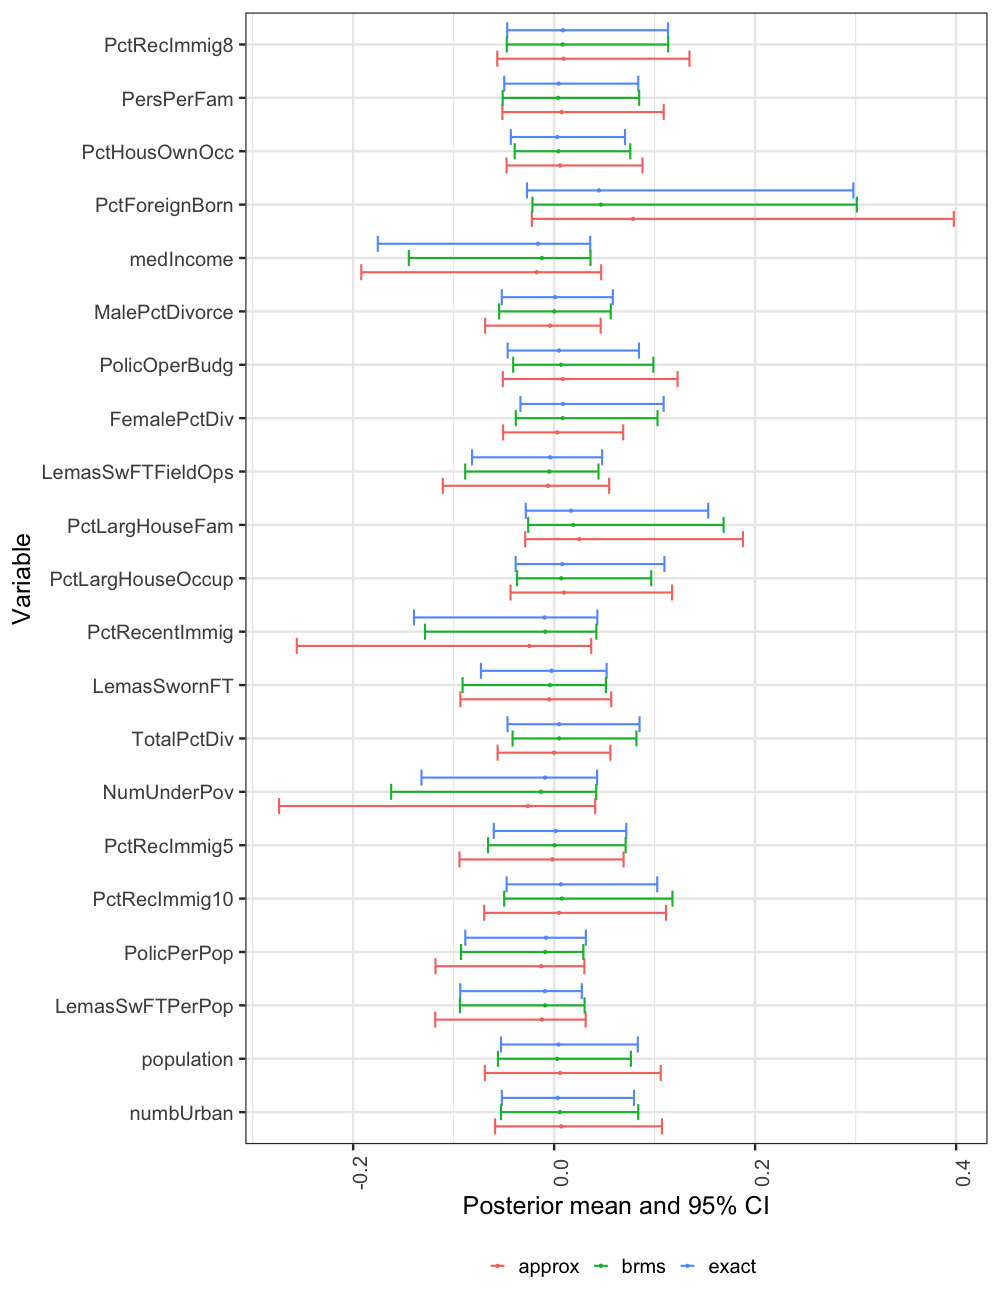 PctRecImmig8
PersPerFam
PctHousOwnOcc
PctForeignBorn
medIncome
MalePctDivorce
PolicOperBudg
FemalePctDiv
LemasSwFTFieldOps
PctLargHouseFam
PctLargHouseOccup
PctRecentImmig
LemasSwornFT
TotalPctDiv
NumUnderPov
PctRecImmig5
PctRecImmig10
PolicPerPop
LemasSwFTPerPop
population
numbUrban
Variable
-0.2 0.0 0.2 0.4
Posterior mean and 95% CI
approx brms exact